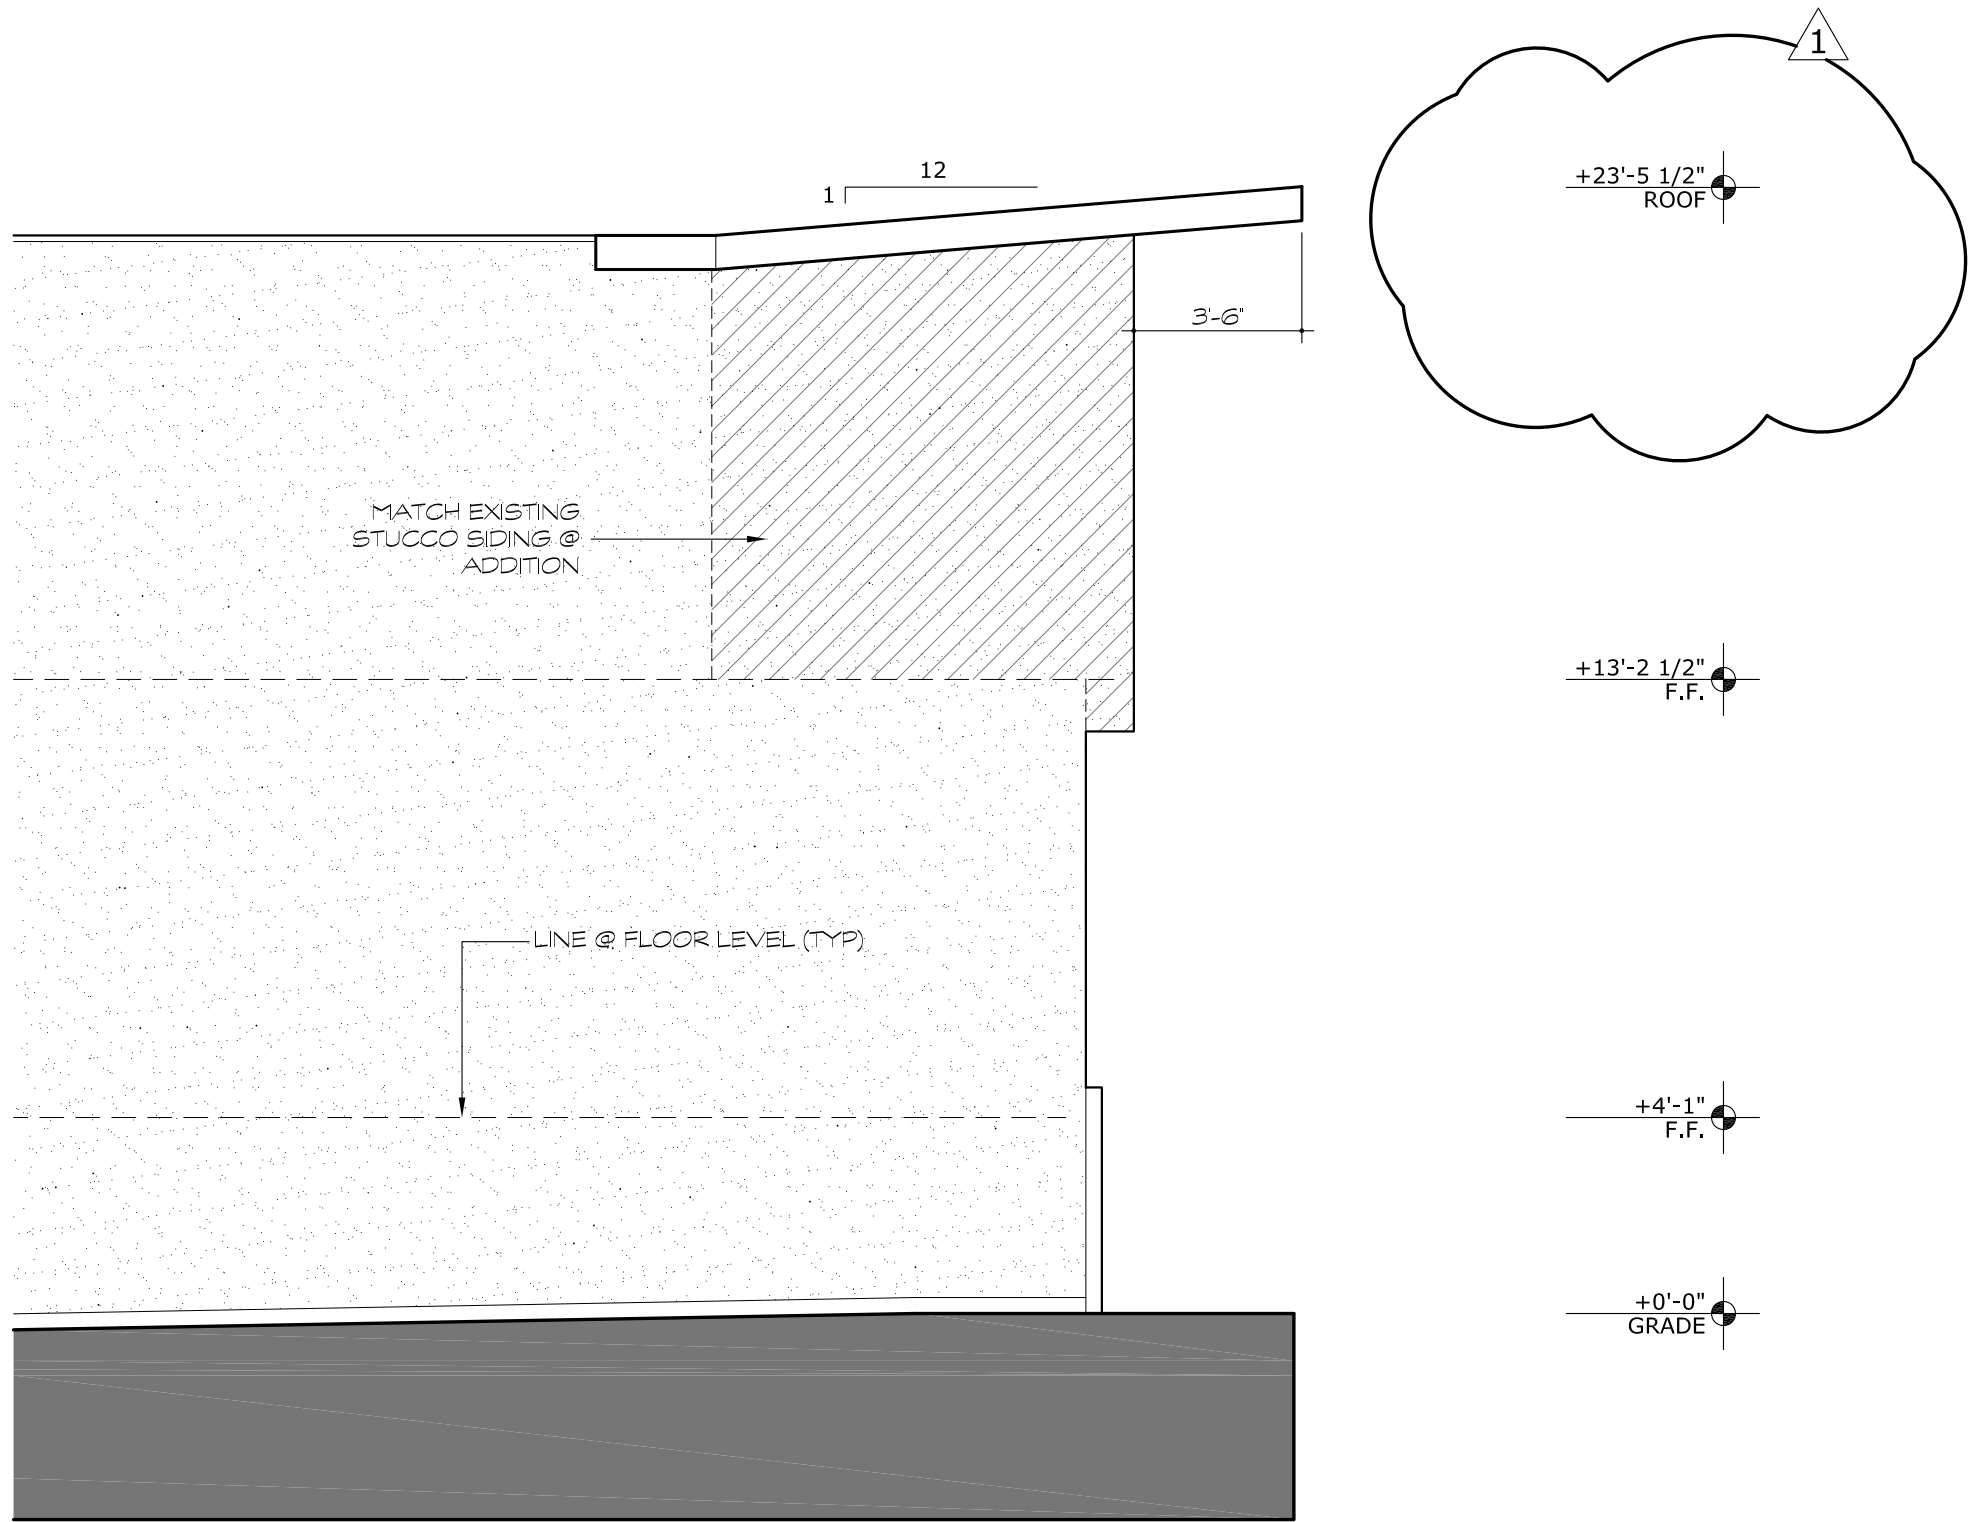 1
+23'-5 1/2"
ROOF
12
1
3'-6"
MATCH EXISTING
STUCCO SIDING @
ADDITION
+13'-2 1/2"
F.F.
LINE @ FLOOR LEVEL (TYP)
+4'-1"
F.F.
+0'-0"
GRADE